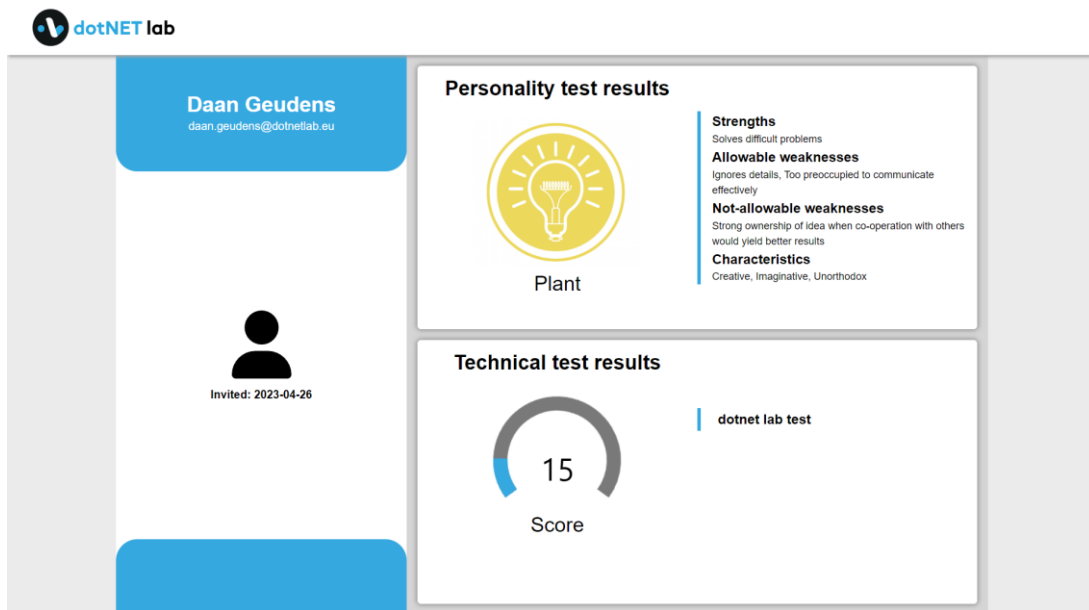 dotNET lab
Daan Geudens
daan.geudens@dotnetlab.eu
Invited: 2023-04-26
Personality test results
Plant
Strengths
Solves difficult problems
Allowable weaknesses
Ignores details, Too preoccupied to communicate
effectively
Not-allowable weaknesses
Strong ownership of idea when co-operation with others
would yield better results
Characteristics
Creative, Imaginative, Unorthodox
Technical test results
15
Score
dotnet lab test